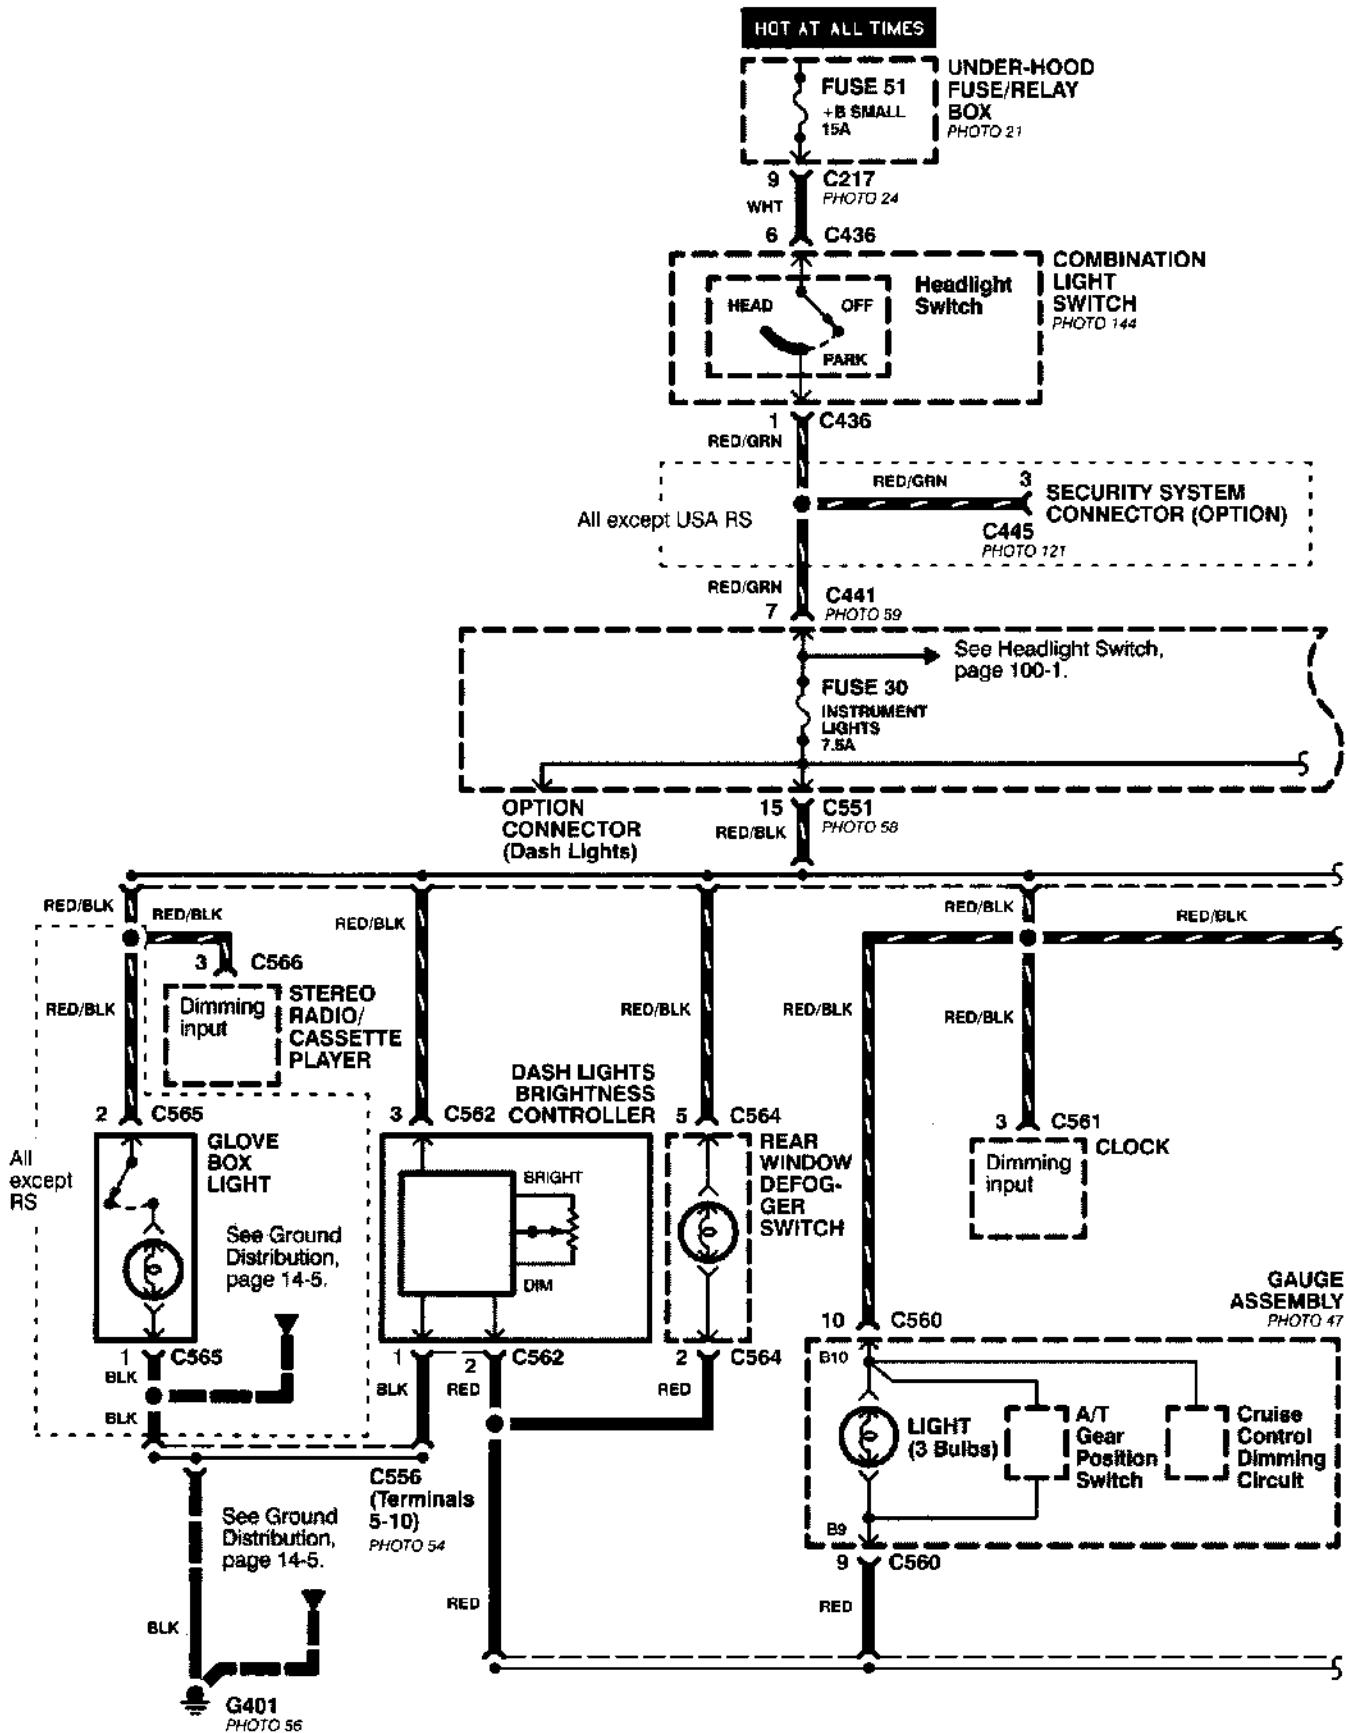 HOT AT ALL TIMES
FUSE 51
+B SMALL
15A
UNDER-HOOD
FUSE/RELAY
BOX
PHOTO 21
9
C217
PHOTO 24
WHT
6
C436
COMBINATION
LIGHT
SWITCH
PHOTO 144
Headlight
Switch
HEAD
OFF
PARK
1
C436
RED/GRN
RED/GRN
3
SECURITY SYSTEM
CONNECTOR (OPTION)
All except USA RS
C445
PHOTO 121
RED/GRN
7
C441
PHOTO 59
See Headlight Switch,
page 100-1.
FUSE 30
INSTRUMENT
LIGHTS
7.5A
OPTION
CONNECTOR
(Dash Lights)
15
C551
PHOTO 58
RED/BLK
RED/BLK
RED/BLK
RED/BLK
RED/BLK
RED/BLK
3
C566
Dimming
input
STEREO
RADIO/
CASSETTE
PLAYER
RED/BLK
RED/BLK
RED/BLK
RED/BLK
DASH LIGHTS
BRIGHTNESS
CONTROLLER
2
C565
3
C562
5
C564
3
C561
GLOVE
BOX
LIGHT
All
except
RS
BRIGHT
DIM
REAR
WINDOW
DEFOG-
GER
SWITCH
Dimming
input
CLOCK
See Ground
Distribution,
page 14-5.
GAUGE
ASSEMBLY
PHOTO 47
10
C560
1
C565
1
2
C562
2
C564
BLK
BLK
BLK
RED
RED
B10
LIGHT
(3 Bulbs)
A/T
Gear
Position
Switch
Cruise
Control
Dimming
Circuit
C556
(Terminals
5-10)
PHOTO 54
See Ground
Distribution,
page 14-5.
B9
9
C560
RED
RED
BLK
G401
PHOTO 56